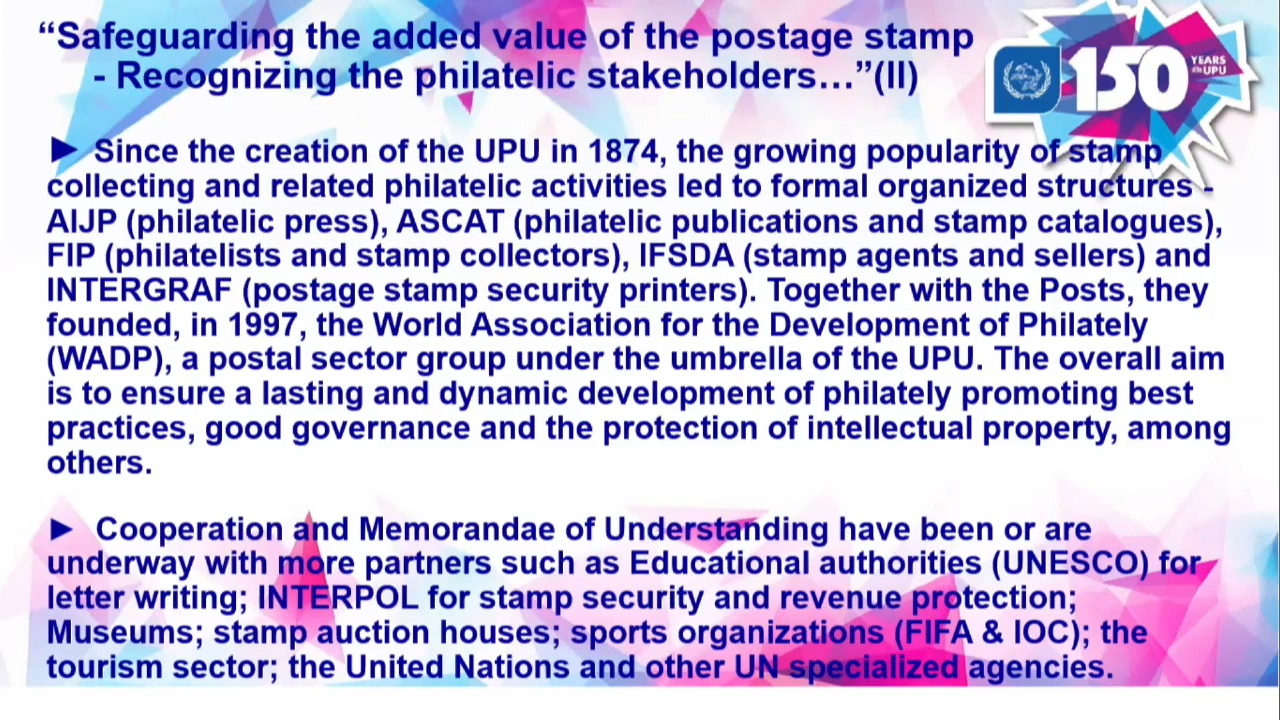 “Safeguarding the added value of the postage stamp
- Recognizing the philatelic stakeholders…”(II)
150
YEARS
of the UPU
► Since the creation of the UPU in 1874, the growing popularity of stamp
collecting and related philatelic activities led to formal organized structures -
AIJP (philatelic press), ASCAT (philatelic publications and stamp catalogues),
FIP (philatelists and stamp collectors), IFSDA (stamp agents and sellers) and
INTERGRAF (postage stamp security printers). Together with the Posts, they
founded, in 1997, the World Association for the Development of Philately
(WADP), a postal sector group under the umbrella of the UPU. The overall aim
is to ensure a lasting and dynamic development of philately promoting best
practices, good governance and the protection of intellectual property, among
others.
► Cooperation and Memorandae of Understanding have been or are
underway with more partners such as Educational authorities (UNESCO) for
letter writing; INTERPOL for stamp security and revenue protection;
Museums; stamp auction houses; sports organizations (FIFA & IOC); the
tourism sector; the United Nations and other UN specialized agencies.